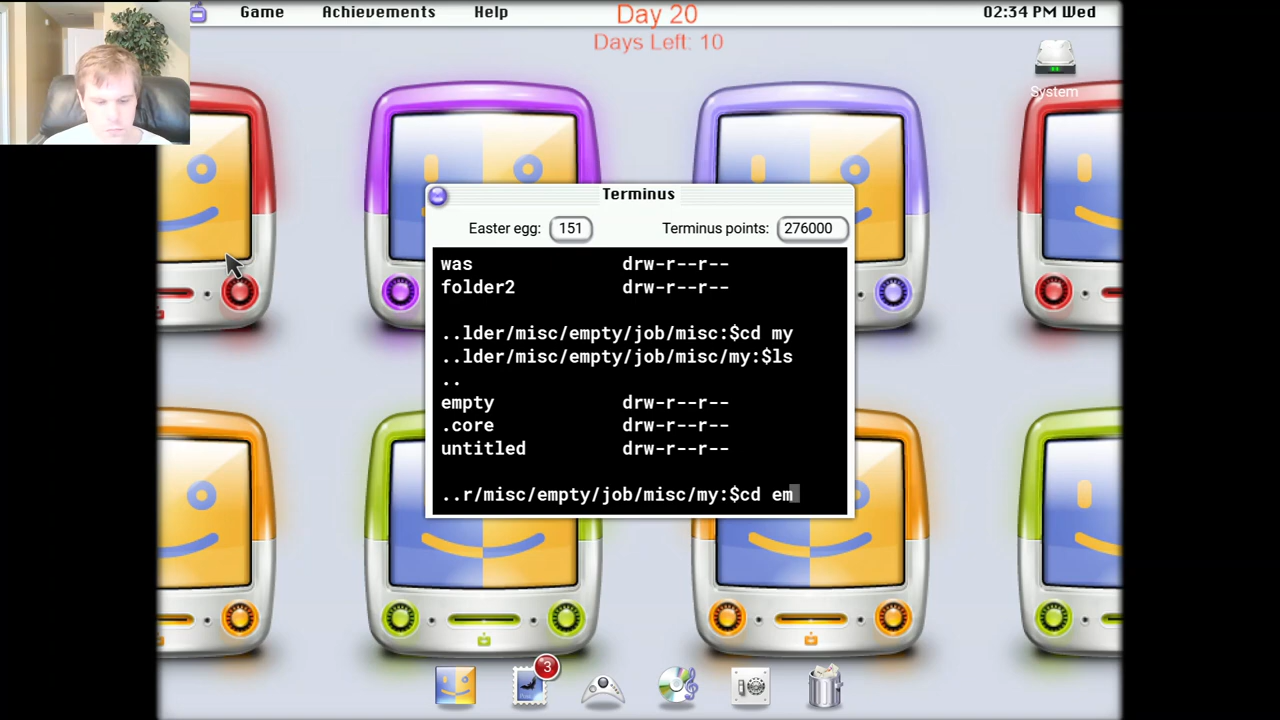 Game Achievements Help
Day 20
02:34 PM Wed
Days Left: 10
System
Terminus
Easter egg: 151 Terminus points: 276000
was drw-r--r--
folder2 drw-r--r--
..lder/misc/empty/job/misc:$cd my
..lder/misc/empty/job/misc/my:$ls
..
empty drw-r--r--
.core drw-r--r--
untitled drw-r--r--
..r/misc/empty/job/misc/my:$cd em
3